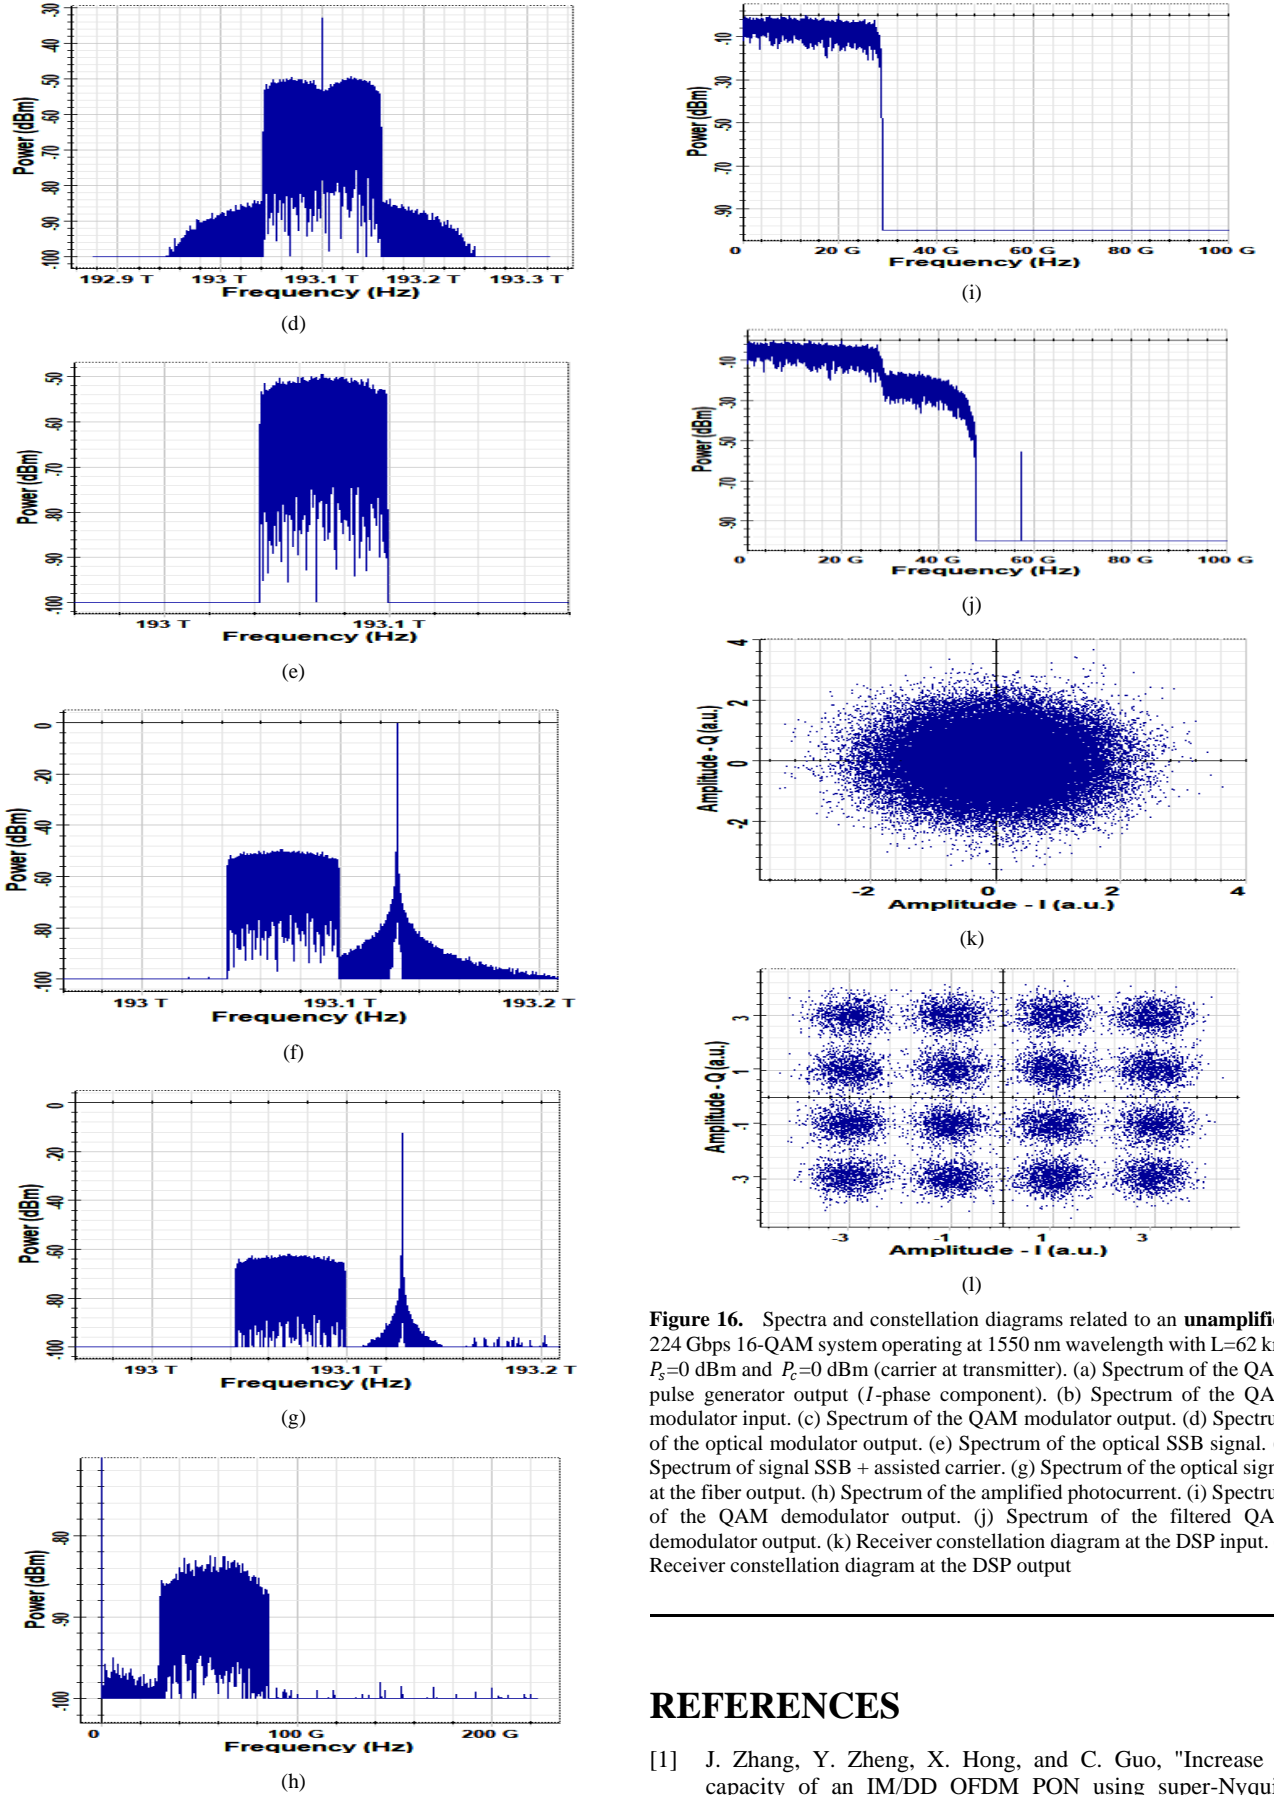 -30
-40
-50
-60
-70
-80
-90
-100
Power (dBm)
192.9 T 193 T 193.1 T 193.2 T 193.3 T
Frequency (Hz)
(d)
-50
-60
-70
-80
-90
-100
Power (dBm)
193 T 193.1 T
Frequency (Hz)
(e)
0
-20
-40
-60
-80
-100
Power (dBm)
193 T 193.1 T 193.2 T
Frequency (Hz)
(f)
0
-20
-40
-60
-80
-100
Power (dBm)
193 T 193.1 T 193.2 T
Frequency (Hz)
(g)
-80
-90
-100
Power (dBm)
0 100 G 200 G
Frequency (Hz)
(h)
-10
-30
-50
-70
-90
Power (dBm)
0 20 G 40 G 60 G 80 G 100 G
Frequency (Hz)
(i)
-10
-30
-50
-70
-90
Power (dBm)
0 20 G 40 G 60 G 80 G 100 G
Frequency (Hz)
(j)
4
2
0
-2
Amplitude - Q (a.u.)
-2 0 2 4
Amplitude - I (a.u.)
(k)
3
1
-1
-3
Amplitude - Q (a.u.)
-3 -1 1 3
Amplitude - I (a.u.)
(l)
Figure 16. Spectra and constellation diagrams related to an
224 Gbps 16-QAM system operating at 1550 nm wavelength with L=62
Pₛ=0 dBm and P_c=0 dBm (carrier at transmitter). (a) Spectrum of the
pulse generator output (I-phase component). (b) Spectrum of the
modulator input. (c) Spectrum of the QAM modulator output. (d)
of the optical modulator output. (e) Spectrum of the optical SSB signal.
Spectrum of signal SSB + assisted carrier. (g) Spectrum of the optical
at the fiber output. (h) Spectrum of the amplified photocurrent. (i)
of the QAM demodulator output. (j) Spectrum of the filtered
demodulator output. (k) Receiver constellation diagram at the DSP input.
Receiver constellation diagram at the DSP output
REFERENCES
[1] J. Zhang, Y. Zheng, X. Hong, and C. Guo, "Increase
capacity of an IM/DD OFDM PON using